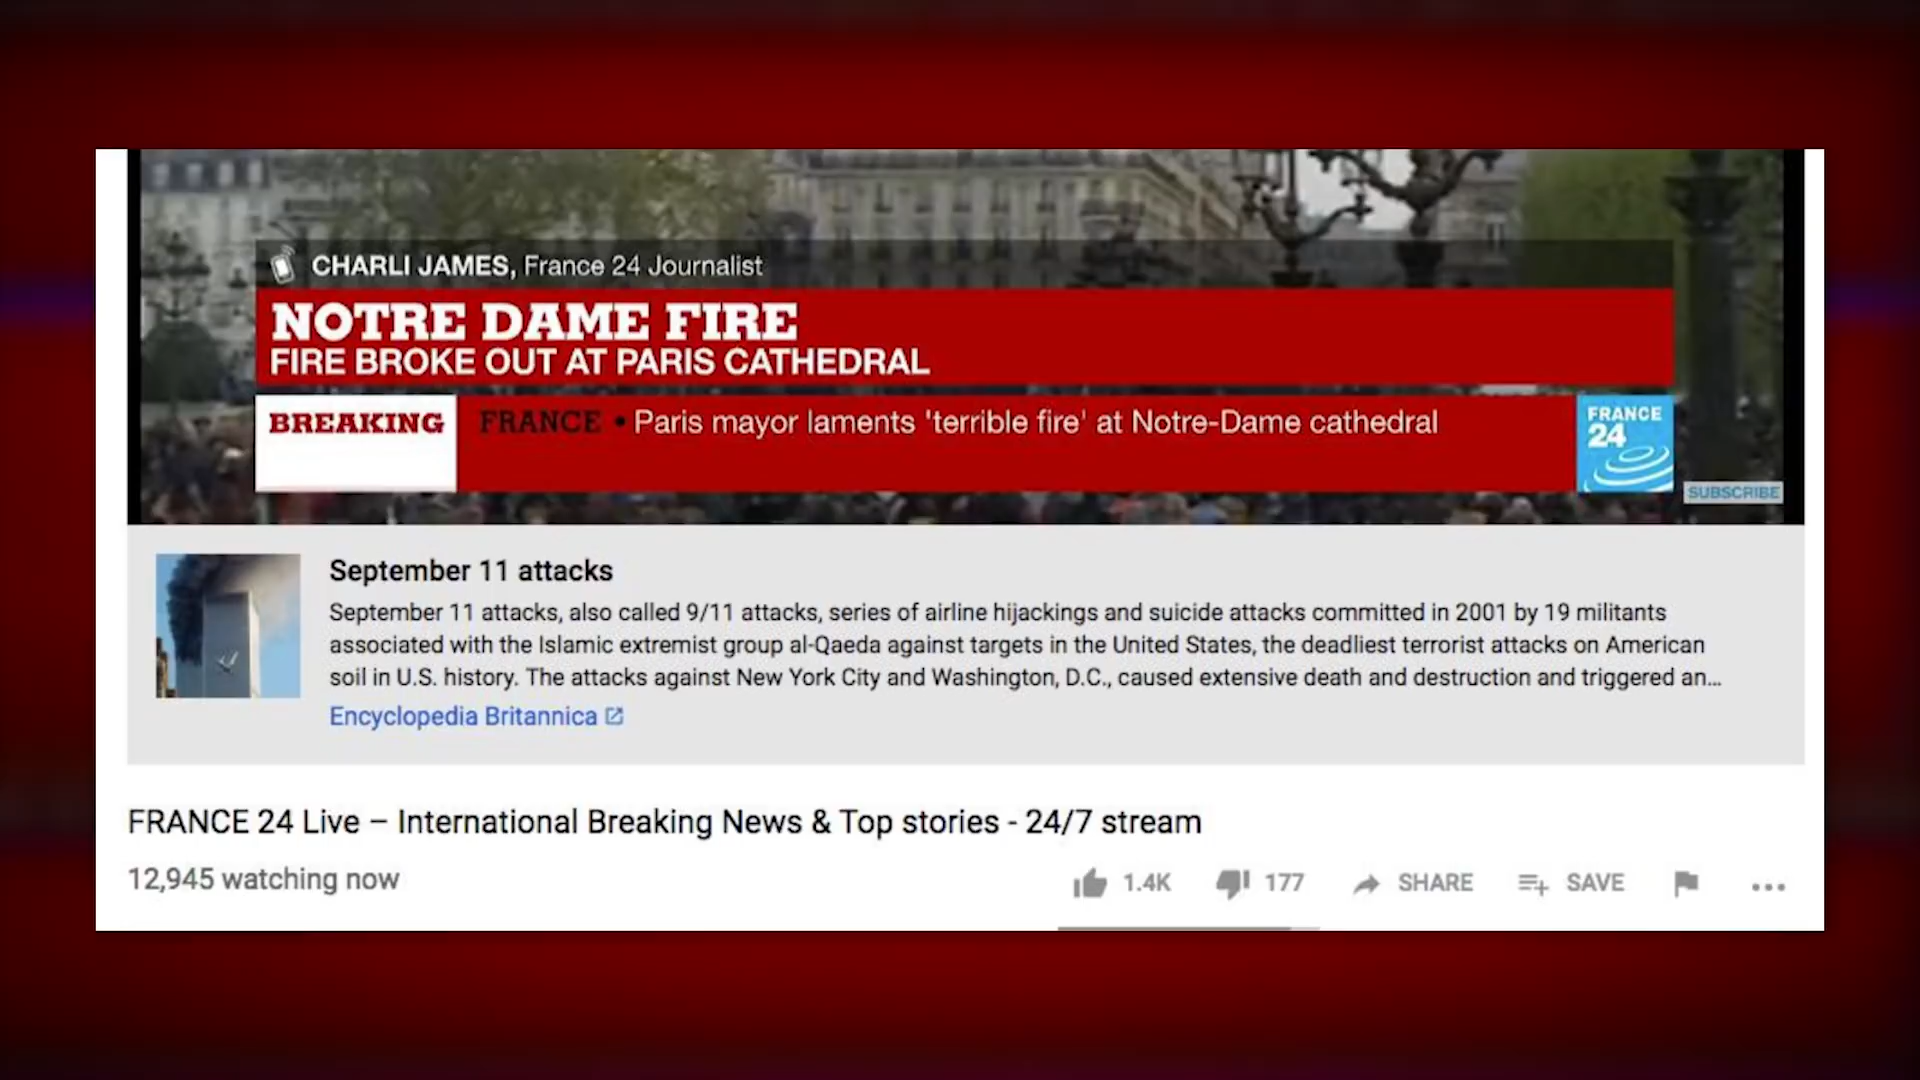 CHARLI JAMES, France 24 Journalist
NOTRE DAME FIRE
FIRE BROKE OUT AT PARIS CATHEDRAL
BREAKING
FRANCE • Paris mayor laments 'terrible fire' at Notre-Dame cathedral
FRANCE
24
SUBSCRIBE
September 11 attacks
September 11 attacks, also called 9/11 attacks, series of airline hijackings and suicide attacks committed in 2001 by 19 militants
associated with the Islamic extremist group al-Qaeda against targets in the United States, the deadliest terrorist attacks on American
soil in U.S. history. The attacks against New York City and Washington, D.C., caused extensive death and destruction and triggered an...
Encyclopedia Britannica
FRANCE 24 Live – International Breaking News & Top stories - 24/7 stream
12,945 watching now
1.4K
177
SHARE
SAVE